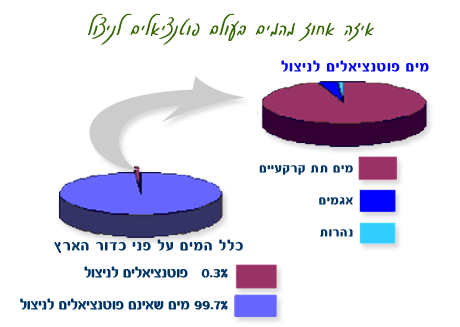 איזה אחוז מהמים בעולם פוטנציאלים לניצול
מים פוטנציאלים לניצול
מים תת קרקעיים
אגמים
נהרות
כלל המים על פני כדור הארץ
0.3% פוטנציאלים לניצול
99.7% מים שאינם פוטנציאלים לניצול